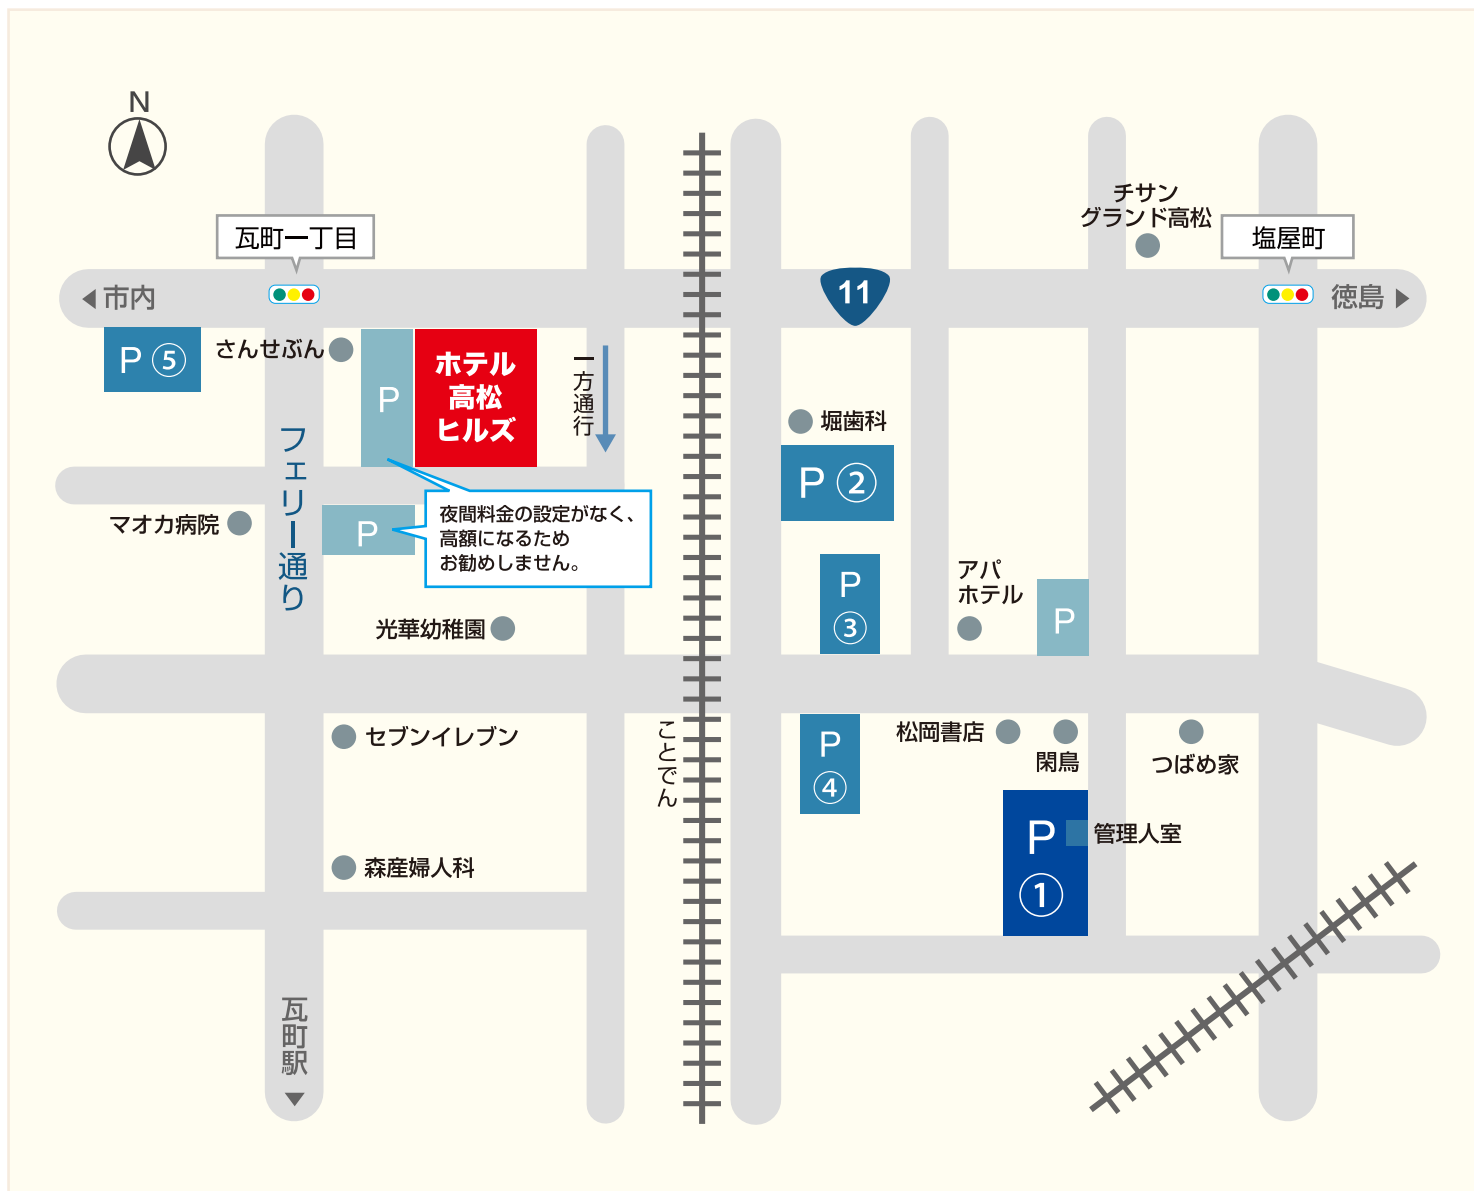 N
チサン
グランド高松
瓦町一丁目
塩屋町
市内
11
徳島
P ⑤
さんせぶん
P
ホテル
高松
ヒルズ
一方通行
堀歯科
フェリー通り
P ②
マオカ病院
P
夜間料金の設定がなく、
高額になるため
お勧めしません。
P
③
アパ
ホテル
P
光華幼稚園
セブンイレブン
ことでん
P
④
松岡書店
閑鳥
つばめ家
P
①
管理人室
森産婦人科
瓦町駅